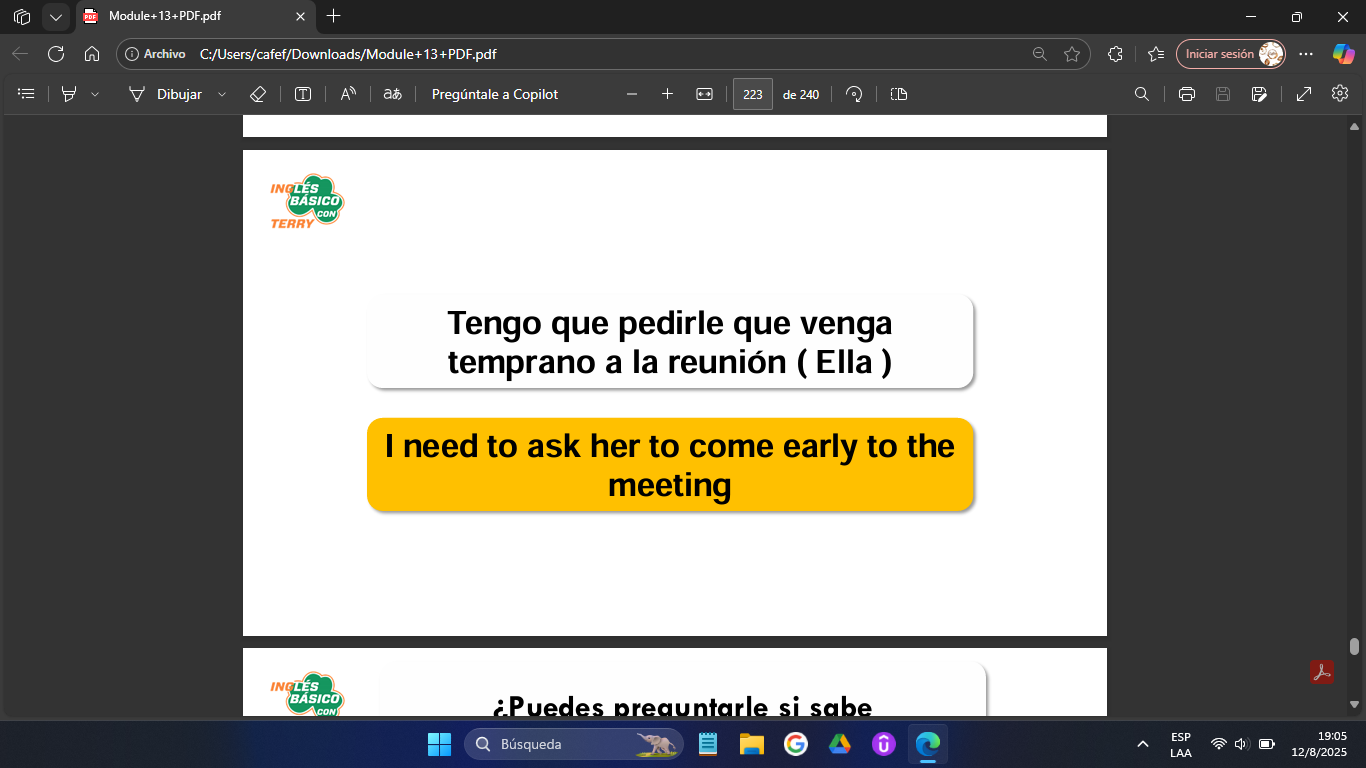 Module+13+PDF.pdf
Archivo
C:/Users/cafef/Downloads/Module+13+PDF.pdf
Iniciar sesión
Dibujar
Pregúntale a Copilot
223
de 240
INGLÉS
BÁSICO
CON
TERRY
Tengo que pedirle que venga
temprano a la reunión ( Ella )
I need to ask her to come early to the
meeting
INGLÉS
BÁSICO
CON
¿Puedes preguntarle si sabe
Búsqueda
ESP
LAA
19:05
12/8/2025